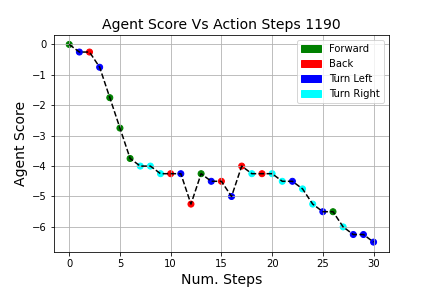 Agent Score Vs Action Steps 1190
Forward
Back
Turn Left
Turn Right
0
−1
−2
−3
−4
−5
−6
Agent Score
0 5 10 15 20 25 30
Num. Steps